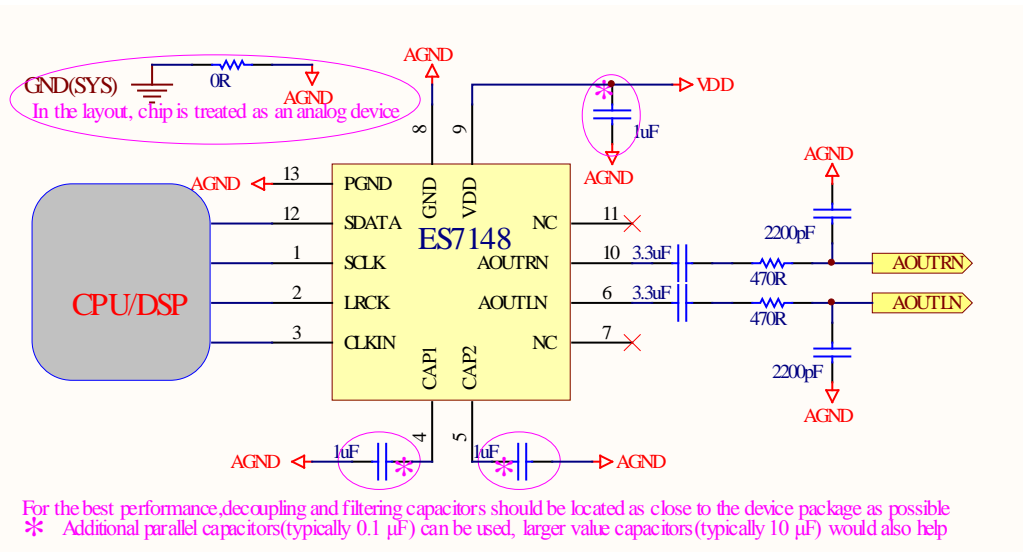 AGND
GND(SYS)
0R
AGND
In the layout, chip is treated as an analog device
8
9
VDD
*
1uF
AGND
AGND
13
PGND
GND
VDD
AGND
12
SDATA
NC
11
2200pF
ES7148
1
SCLK
AOUTRN
10
3.3uF
470R
AOUTRN
CPU/DSP
2
LRCK
AOUTLN
6
3.3uF
470R
AOUTLN
3
CLKIN
NC
7
CAP1
CAP2
2200pF
AGND
4
5
AGND
1uF
*
1uF
*
AGND
For the best performance,decoupling and filtering capacitors should be located as close to the device package as possible
* Additional parallel capacitors(typically 0.1 μF) can be used, larger value capacitors(typically 10 μF) would also help